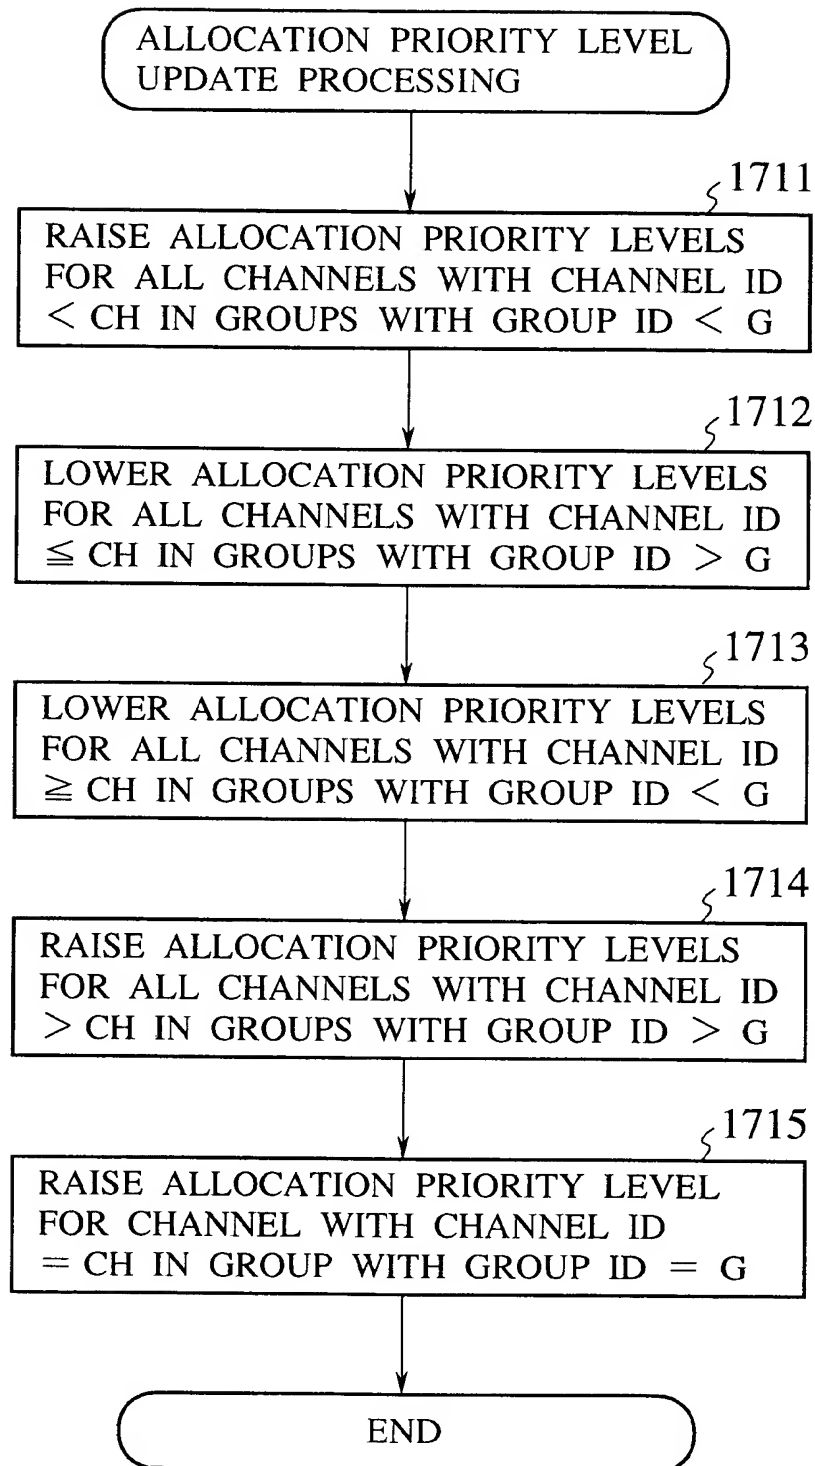 ALLOCATION PRIORITY LEVEL
UPDATE PROCESSING
1711
RAISE ALLOCATION PRIORITY LEVELS
FOR ALL CHANNELS WITH CHANNEL ID
< CH IN GROUPS WITH GROUP ID < G
1712
LOWER ALLOCATION PRIORITY LEVELS
FOR ALL CHANNELS WITH CHANNEL ID
≦ CH IN GROUPS WITH GROUP ID > G
1713
LOWER ALLOCATION PRIORITY LEVELS
FOR ALL CHANNELS WITH CHANNEL ID
≧ CH IN GROUPS WITH GROUP ID < G
1714
RAISE ALLOCATION PRIORITY LEVELS
FOR ALL CHANNELS WITH CHANNEL ID
> CH IN GROUPS WITH GROUP ID > G
1715
RAISE ALLOCATION PRIORITY LEVEL
FOR CHANNEL WITH CHANNEL ID
= CH IN GROUP WITH GROUP ID = G
END